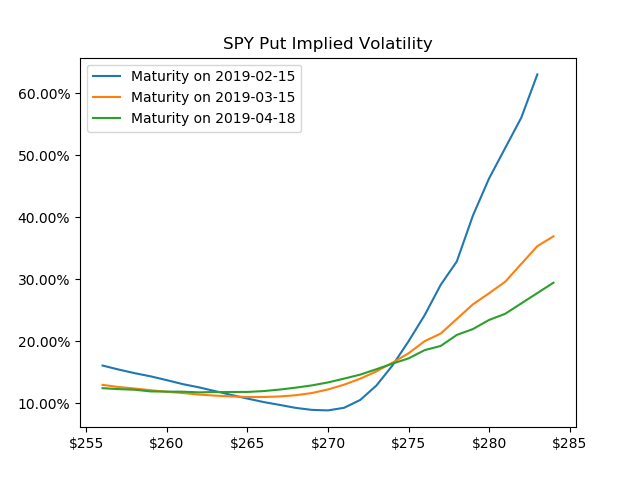 SPY Put Implied Volatility
Maturity on 2019-02-15
Maturity on 2019-03-15
Maturity on 2019-04-18
60.00%
50.00%
40.00%
30.00%
20.00%
10.00%
$255 $260 $265 $270 $275 $280 $285